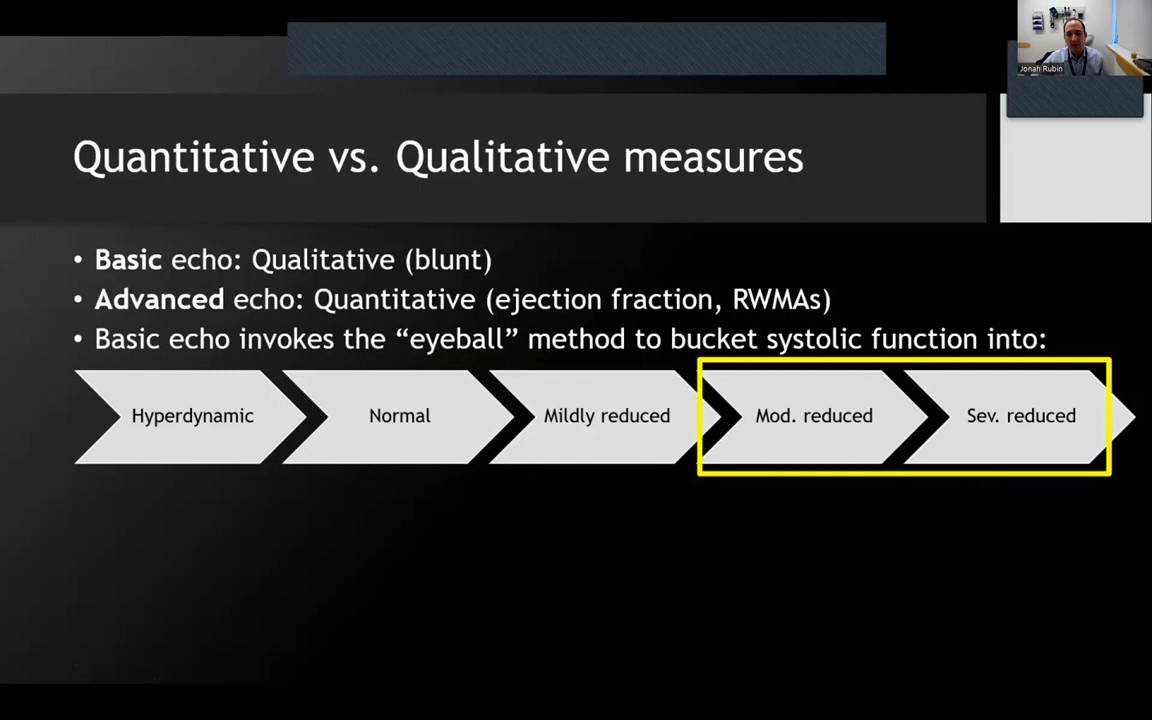 Jonah Rubin
Quantitative vs. Qualitative measures
• Basic echo: Qualitative (blunt)
• Advanced echo: Quantitative (ejection fraction, RWMAs)
• Basic echo invokes the “eyeball” method to bucket systolic function into:
Hyperdynamic
Normal
Mildly reduced
Mod. reduced
Sev. reduced